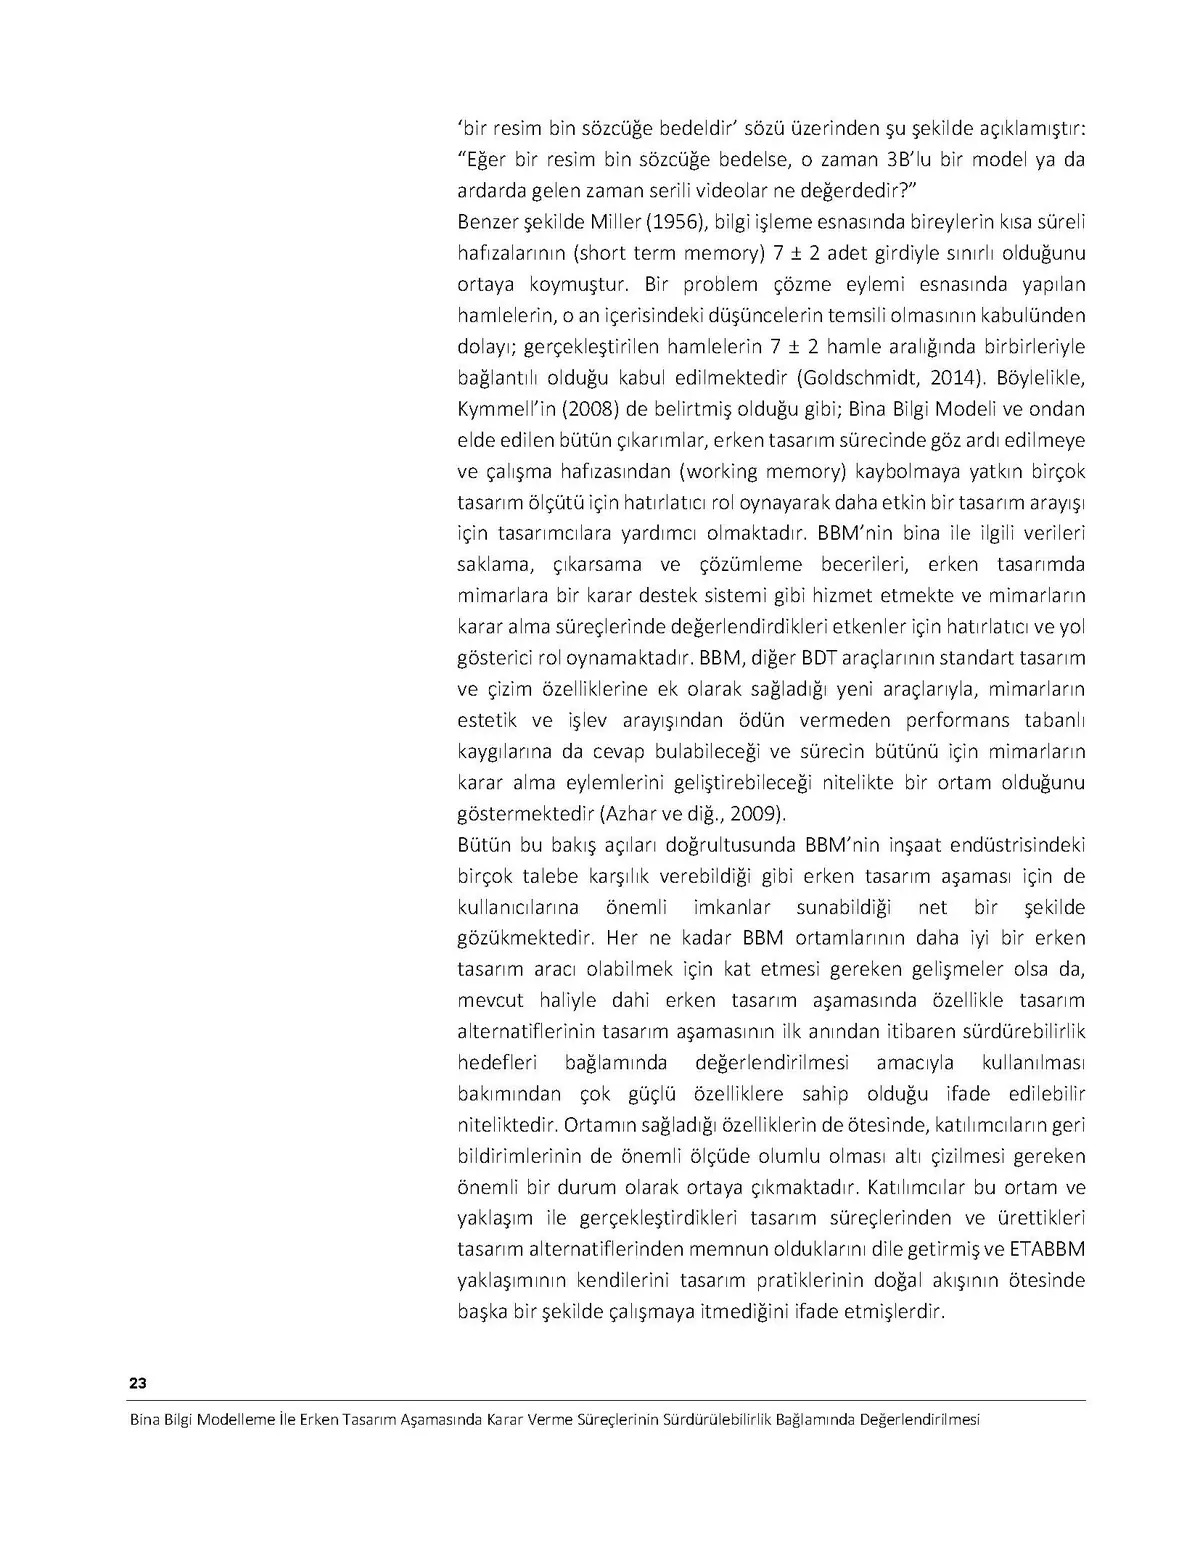 ‘bir resim bin sözcüğe bedeldir’ sözü üzerinden şu şekilde açıklamıştır:
“Eğer bir resim bin sözcüğe bedelse, o zaman 3B’lu bir model ya da
ardarda gelen zaman serili videolar ne değerdedir?”
Benzer şekilde Miller (1956), bilgi işleme esnasında bireylerin kısa süreli
hafızalarının (short term memory) 7 ± 2 adet girdiyle sınırlı olduğunu
ortaya koymuştur. Bir problem çözme eylemi esnasında yapılan
hamlelerin, o an içerisindeki düşüncelerin temsili olmasının kabulünden
dolayı; gerçekleştirilen hamlelerin 7 ± 2 hamle aralığında birbirleriyle
bağlantılı olduğu kabul edilmektedir (Goldschmidt, 2014). Böylelikle,
Kymmell’in (2008) de belirtmiş olduğu gibi; Bina Bilgi Modeli ve ondan
elde edilen bütün çıkarımlar, erken tasarım sürecinde göz ardı edilmeye
ve çalışma hafızasından (working memory) kaybolmaya yatkın birçok
tasarım ölçütü için hatırlatıcı rol oynayarak daha etkin bir tasarım arayışı
için tasarımcılara yardımcı olmaktadır. BBM’nin bina ile ilgili verileri
saklama, çıkarsama ve çözümleme becerileri, erken tasarımda
mimarlara bir karar destek sistemi gibi hizmet etmekte ve mimarların
karar alma süreçlerinde değerlendirdikleri etkenler için hatırlatıcı ve yol
gösterici rol oynamaktadır. BBM, diğer BDT araçlarının standart tasarım
ve çizim özelliklerine ek olarak sağladığı yeni araçlarıyla, mimarların
estetik ve işlev arayışından ödün vermeden performans tabanlı
kaygılarına da cevap bulabileceği ve sürecin bütünü için mimarların
karar alma eylemlerini geliştirebileceği nitelikte bir ortam olduğunu
göstermektedir (Azhar ve diğ., 2009).
Bütün bu bakış açıları doğrultusunda BBM’nin inşaat endüstrisindeki
birçok talebe karşılık verebildiği gibi erken tasarım aşaması için de
kullanıcılarına önemli imkanlar sunabildiği net bir şekilde
gözükmektedir. Her ne kadar BBM ortamlarının daha iyi bir erken
tasarım aracı olabilmek için kat etmesi gereken gelişmeler olsa da,
mevcut haliyle dahi erken tasarım aşamasında özellikle tasarım
alternatiflerinin tasarım aşamasının ilk anından itibaren sürdürebilirlik
hedefleri bağlamında değerlendirilmesi amacıyla kullanılması
bakımından çok güçlü özelliklere sahip olduğu ifade edilebilir
niteliktedir. Ortamın sağladığı özelliklerin de ötesinde, katılımcıların geri
bildirimlerinin de önemli ölçüde olumlu olması altı çizilmesi gereken
önemli bir durum olarak ortaya çıkmaktadır. Katılımcılar bu ortam ve
yaklaşım ile gerçekleştirdikleri tasarım süreçlerinden ve ürettikleri
tasarım alternatiflerinden memnun olduklarını dile getirmiş ve ETABBM
yaklaşımının kendilerini tasarım pratiklerinin doğal akışının ötesinde
başka bir şekilde çalışmaya itmediğini ifade etmişlerdir.
23
Bina Bilgi Modelleme İle Erken Tasarım Aşamasında Karar Verme Süreçlerinin Sürdürülebilirlik Bağlamında Değerlendirilmesi